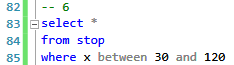 82 -- 6
83 select *
84 from stop
85 where x between 30 and 120